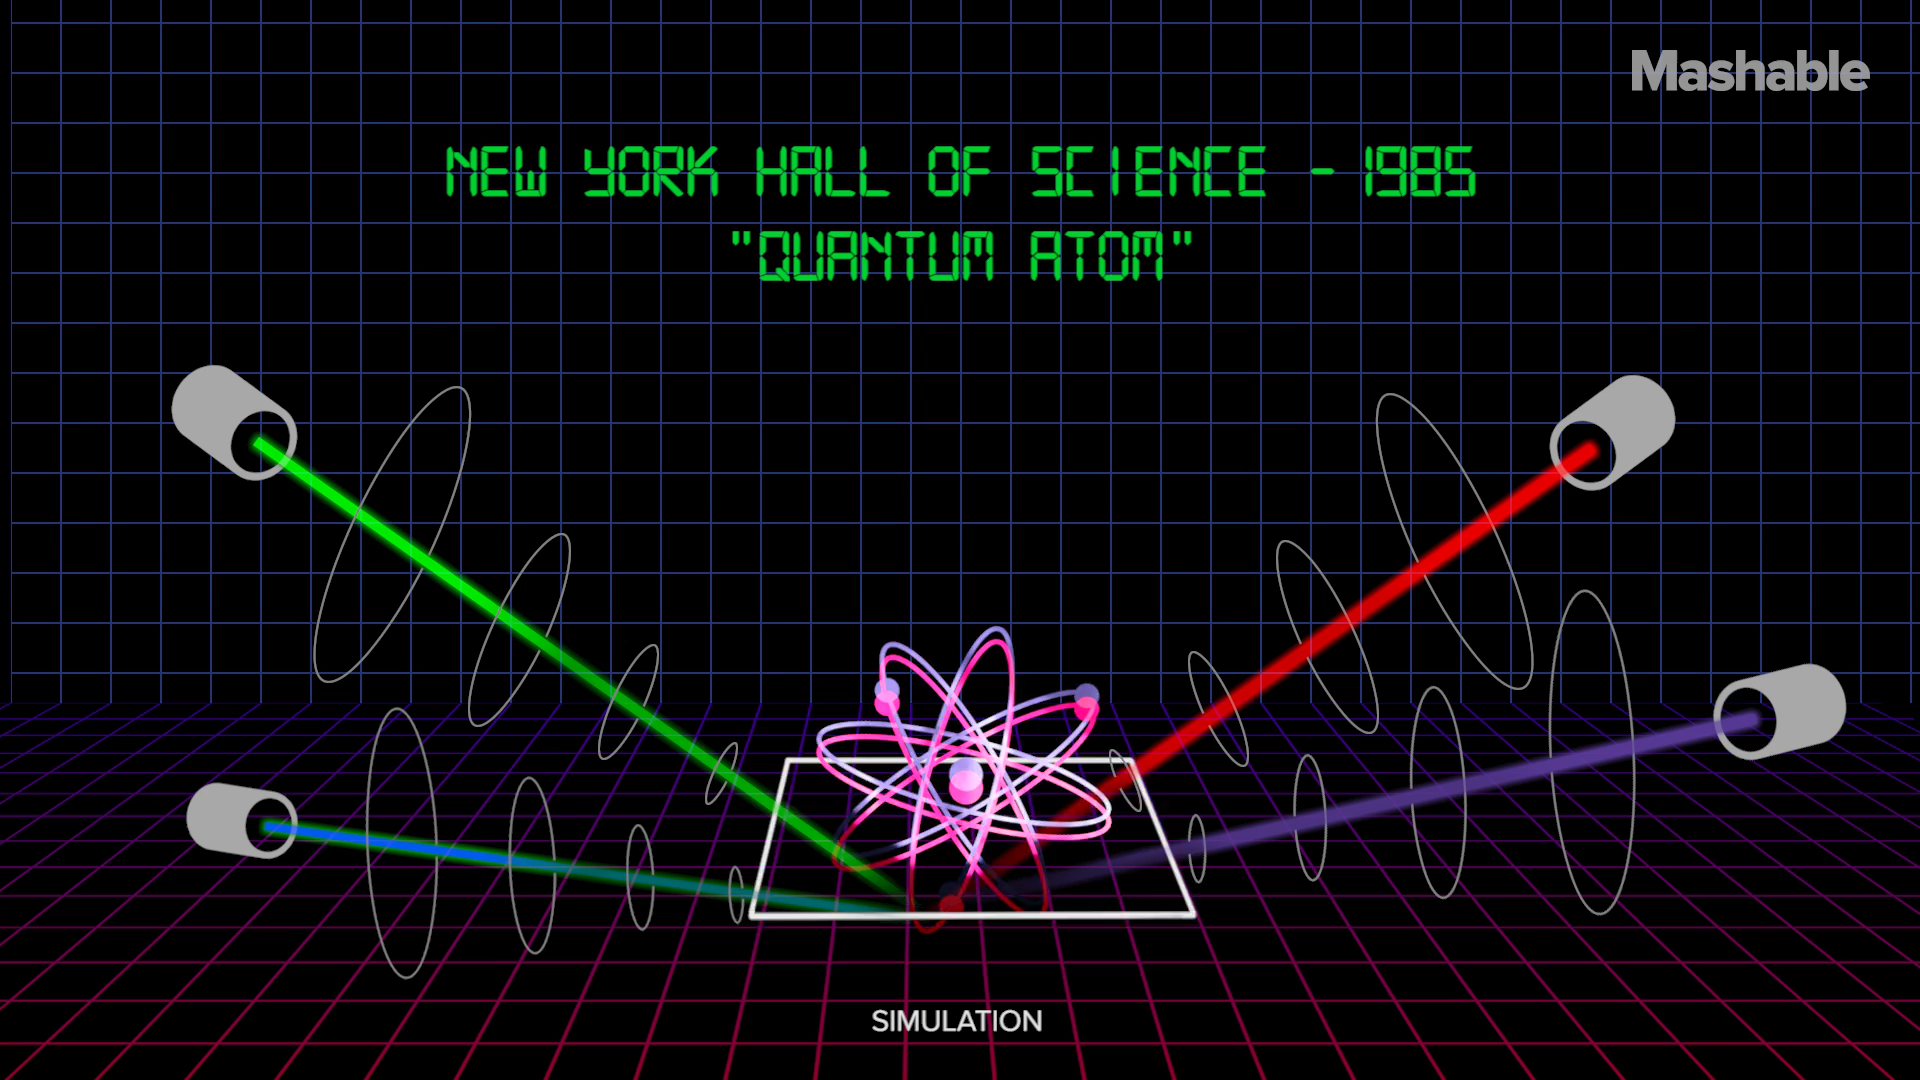 Mashable
NEW YORK HALL OF SCIENCE - 1985
"QUANTUM ATOM"
SIMULATION